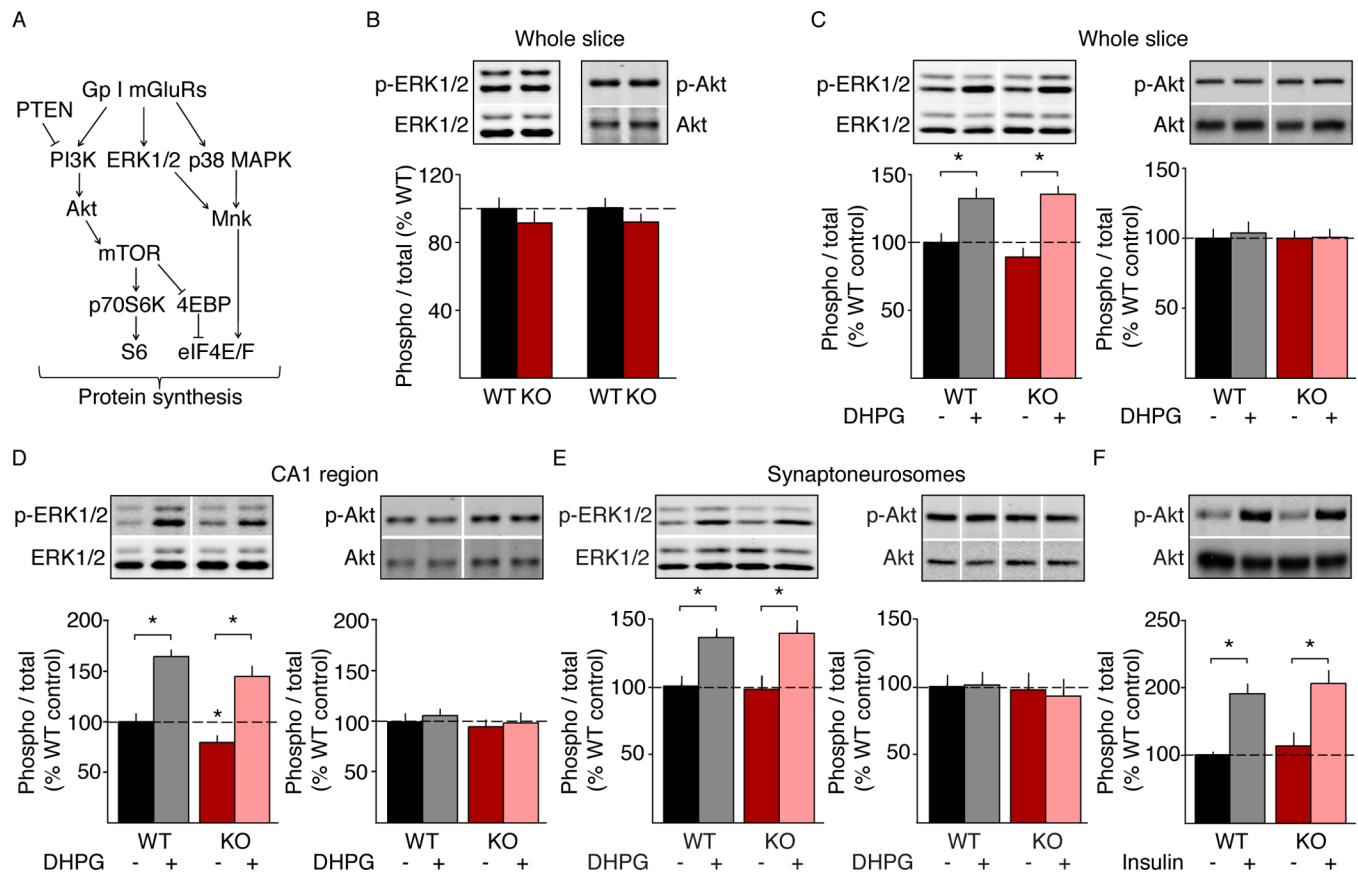 A
Gp I mGluRs
PTEN
PI3K ERK1/2 p38 MAPK
Akt
Mnk
mTOR
p70S6K 4EBP
S6 eIF4E/F
Protein synthesis
B
Whole slice
p-ERK1/2
ERK1/2
p-Akt
Akt
Phospho / total (% WT)
120
80
40
WT KO WT KO
C
Whole slice
p-ERK1/2
ERK1/2
* *
Phospho / total
(% WT control)
150
100
50
WT KO
DHPG - + - +
p-Akt
Akt
Phospho / total
(% WT control)
150
100
50
WT KO
DHPG - + - +
D
CA1 region
p-ERK1/2
ERK1/2
* *
*
Phospho / total
(% WT control)
200
150
100
50
WT KO
DHPG - + - +
p-Akt
Akt
Phospho / total
(% WT control)
200
150
100
50
WT KO
DHPG - + - +
E
Synaptoneurosomes
p-ERK1/2
ERK1/2
* *
Phospho / total
(% WT control)
150
100
50
WT KO
DHPG - + - +
p-Akt
Akt
Phospho / total
(% WT control)
150
100
50
WT KO
DHPG - + - +
F
p-Akt
Akt
* *
Phospho / total
(% WT control)
250
200
100
WT KO
Insulin - + - +